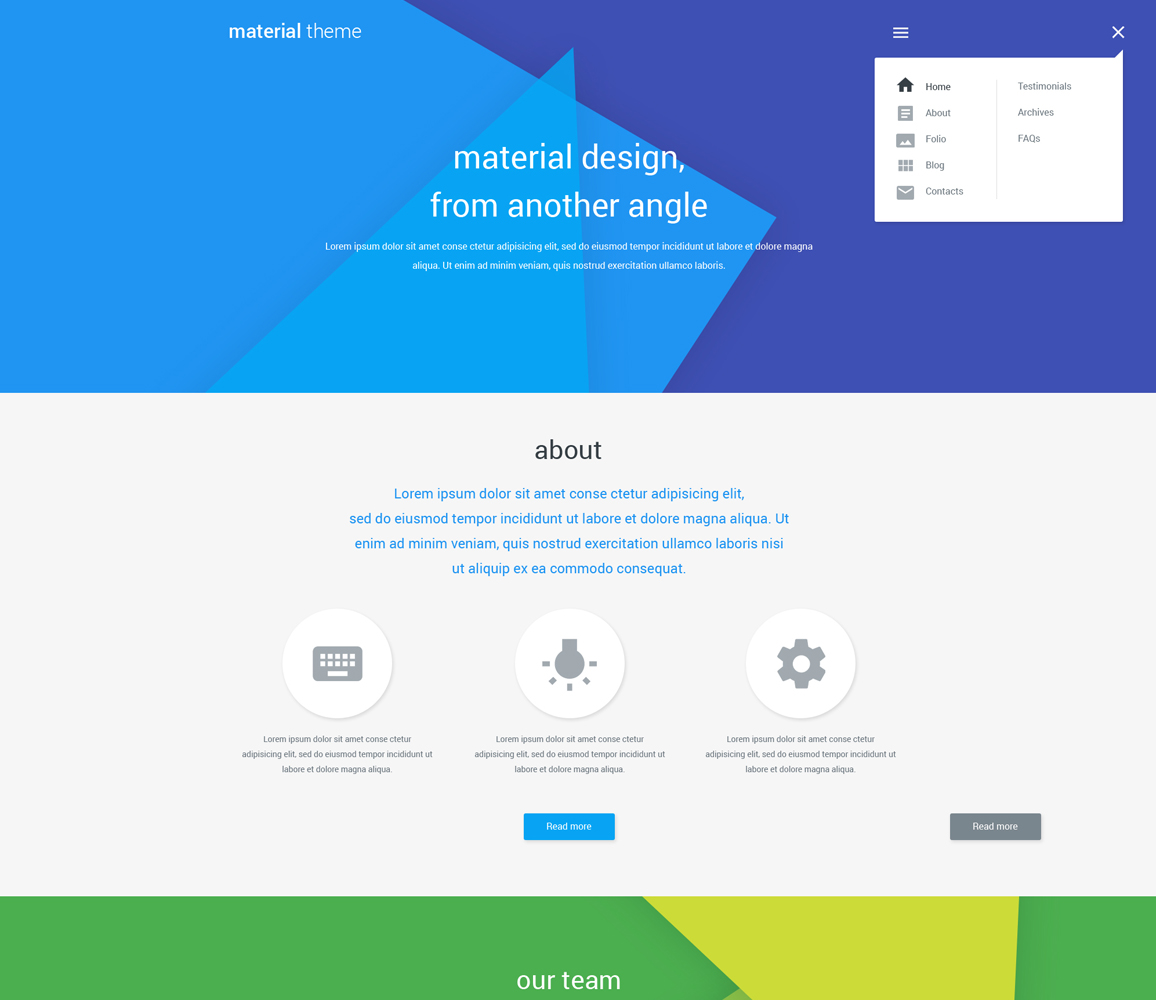 material theme
Home
About
Folio
Blog
Contacts
Testimonials
Archives
FAQs
material design,
from another angle
Lorem ipsum dolor sit amet conse ctetur adipisicing elit, sed do eiusmod tempor incididunt ut labore et dolore magna
aliqua. Ut enim ad minim veniam, quis nostrud exercitation ullamco laboris.
about
Lorem ipsum dolor sit amet conse ctetur adipisicing elit,
sed do eiusmod tempor incididunt ut labore et dolore magna aliqua. Ut
enim ad minim veniam, quis nostrud exercitation ullamco laboris nisi
ut aliquip ex ea commodo consequat.
Lorem ipsum dolor sit amet conse ctetur
adipisicing elit, sed do eiusmod tempor incididunt ut
labore et dolore magna aliqua.
Lorem ipsum dolor sit amet conse ctetur
adipisicing elit, sed do eiusmod tempor incididunt ut
labore et dolore magna aliqua.
Lorem ipsum dolor sit amet conse ctetur
adipisicing elit, sed do eiusmod tempor incididunt ut
labore et dolore magna aliqua.
Read more
Read more
our team